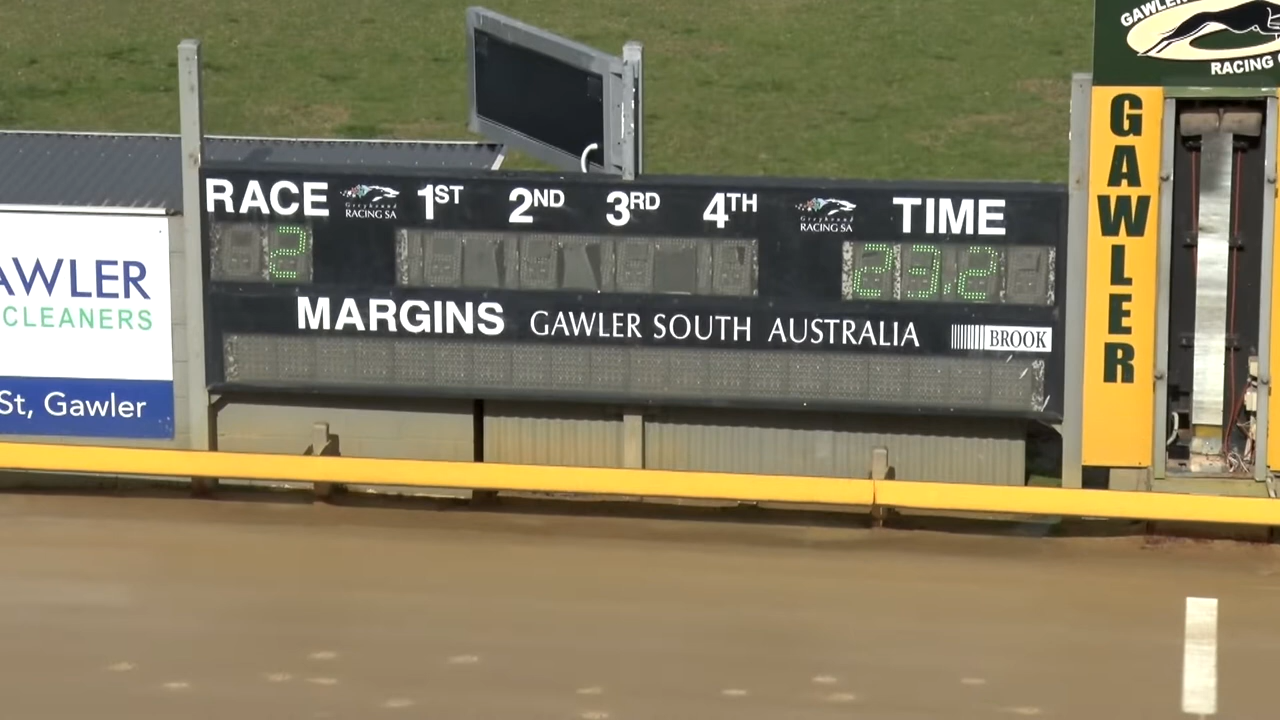 GAWLER
RACING
GAWLER
RACE
Greyhound
RACING SA
1ST
2ND
3RD
4TH
Greyhound
RACING SA
TIME
2
23.2
MARGINS
GAWLER SOUTH AUSTRALIA
BROOK
AWLER
CLEANERS
St, Gawler